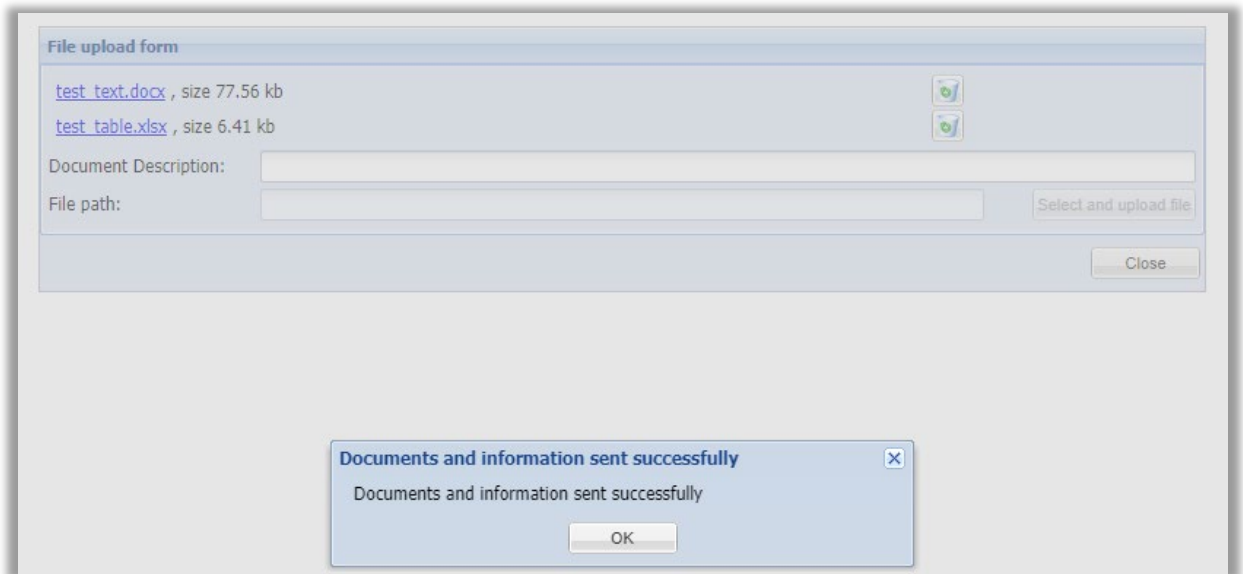 File upload form
test_text.docx , size 77.56 kb
test_table.xlsx , size 6.41 kb
Document Description:
File path: Select and upload file
Close
Documents and information sent successfully
Documents and information sent successfully
OK